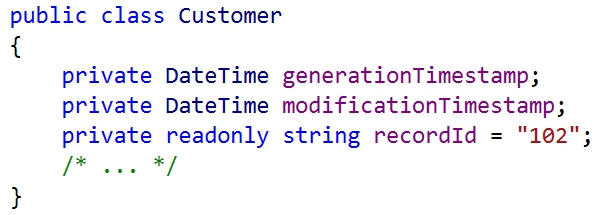 public class Customer
{
    private DateTime generationTimestamp;
    private DateTime modificationTimestamp;
    private readonly string recordId = "102";
    /* ... */
}